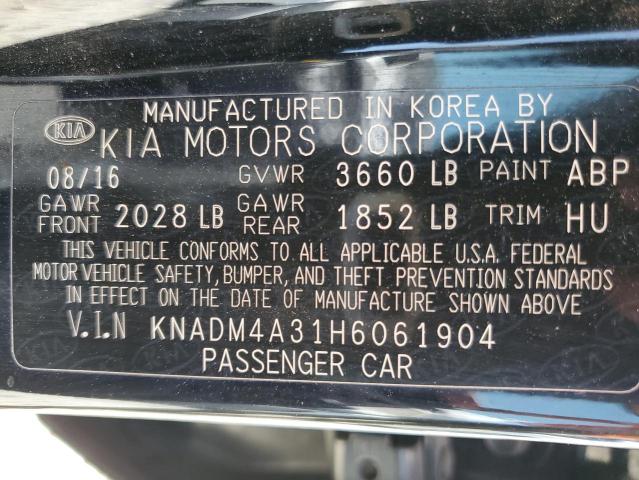 MANUFACTURED IN KOREA BY
KIA KIA MOTORS CORPORATION
08/16 GVWR 3660 LB PAINT ABP
GAWR FRONT 2028 LB GAWR REAR 1852 LB TRIM HU
THIS VEHICLE CONFORMS TO ALL APPLICABLE U.S.A. FEDERAL
MOTOR VEHICLE SAFETY, BUMPER, AND THEFT PREVENTION STANDARDS
IN EFFECT ON THE DATE OF MANUFACTURE SHOWN ABOVE
V.I.N KNADM4A31H6061904
PASSENGER CAR